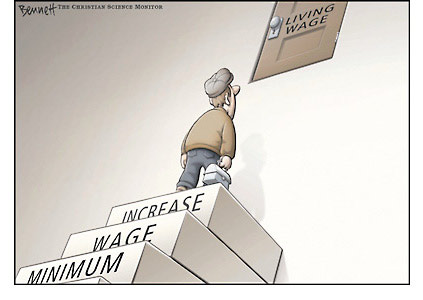 Bennett THE CHRISTIAN SCIENCE MONITOR
LIVING
WAGE
INCREASE
WAGE
MINIMUM